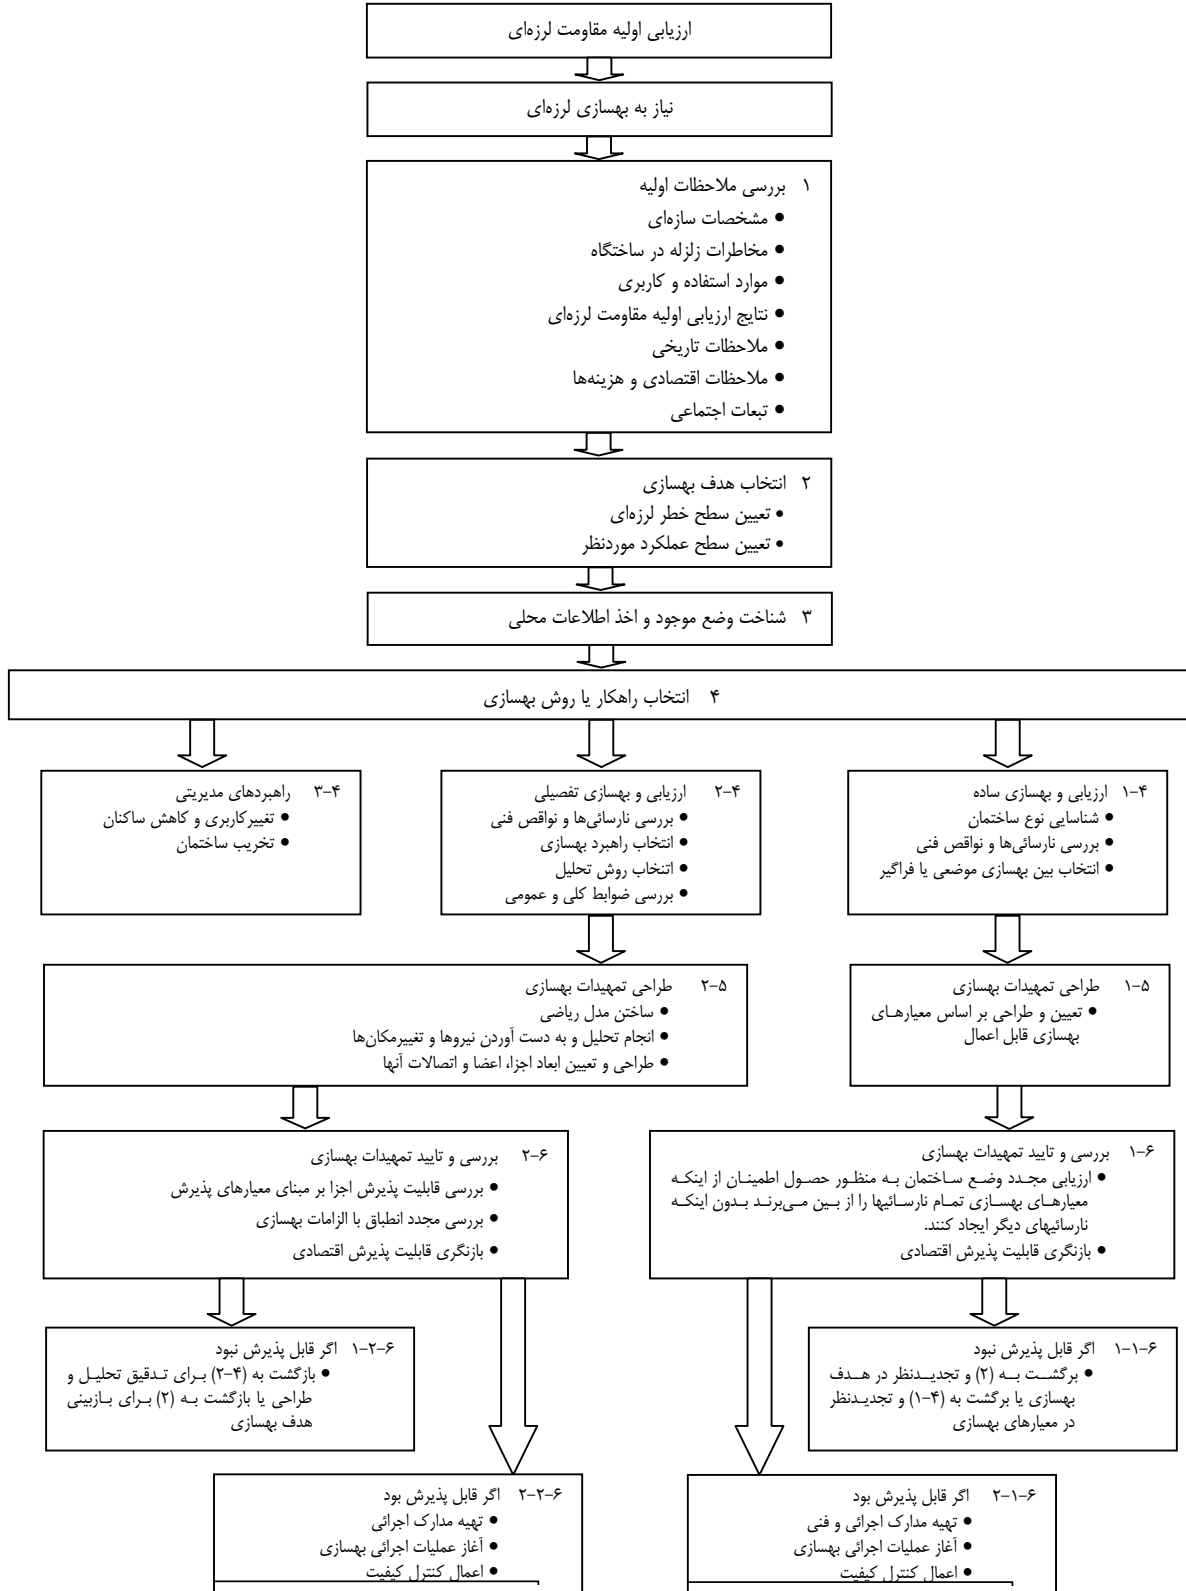 ارزیابی اولیه مقاومت لرزه‌ای
نیاز به بهسازی لرزه‌ای
۱ بررسی ملاحظات اولیه
● مشخصات سازه‌ای
● مخاطرات زلزله در ساختگاه
● موارد استفاده و کاربری
● نتایج ارزیابی اولیه مقاومت لرزه‌ای
● ملاحظات تاریخی
● ملاحظات اقتصادی و هزینه‌ها
● تبعات اجتماعی
۲ انتخاب هدف بهسازی
● تعیین سطح خطر لرزه‌ای
● تعیین سطح عملکرد موردنظر
۳ شناخت وضع موجود و اخذ اطلاعات محلی
۴ انتخاب راهکار یا روش بهسازی
۱-۴ ارزیابی و بهسازی ساده
● شناسایی نوع ساختمان
● بررسی نارسائی‌ها و نواقص فنی
● انتخاب بین بهسازی موضعی یا فراگیر
۲-۴ ارزیابی و بهسازی تفصیلی
● بررسی نارسائی‌ها و نواقص فنی
● انتخاب راهبرد بهسازی
● اتنخاب روش تحلیل
● بررسی ضوابط کلی و عمومی
۳-۴ راهبردهای مدیریتی
● تغییرکاربری و کاهش ساکنان
● تخریب ساختمان
۱-۵ طراحی تمهیدات بهسازی
● تعیین و طراحی بر اساس معیارهای
بهسازی قابل اعمال
۲-۵ طراحی تمهیدات بهسازی
● ساختن مدل ریاضی
● انجام تحلیل و به دست آوردن نیروها و تغییرمکان‌ها
● طراحی و تعیین ابعاد اجزا، اعضا و اتصالات آنها
۱-۶ بررسی و تایید تمهیدات بهسازی
● ارزیابی مجدد وضع ساختمان به منظور حصول اطمینان از اینکه
معیارهای بهسازی تمام نارسائیها را از بین می‌برند بدون اینکه
نارسائیهای دیگر ایجاد کنند.
● بازنگری قابلیت پذیرش اقتصادی
۲-۶ بررسی و تایید تمهیدات بهسازی
● بررسی قابلیت پذیرش اجزا بر مبنای معیارهای پذیرش
● بررسی مجدد انطباق با الزامات بهسازی
● بازنگری قابلیت پذیرش اقتصادی
۱-۱-۶ اگر قابل پذیرش نبود
● برگشت به (۲) و تجدیدنظر در هدف
بهسازی یا برگشت به (۴-۱) و تجدیدنظر
در معیارهای بهسازی
۱-۲-۶ اگر قابل پذیرش نبود
● بازگشت به (۴-۲) برای تدقیق تحلیل و
طراحی یا بازگشت به (۲) برای بازبینی
هدف بهسازی
۲-۱-۶ اگر قابل پذیرش بود
● تهیه مدارک اجرائی و فنی
● آغاز عملیات اجرائی بهسازی
● اعمال کنترل کیفیت
۲-۲-۶ اگر قابل پذیرش بود
● تهیه مدارک اجرائی
● آغاز عملیات اجرائی بهسازی
● اعمال کنترل کیفیت